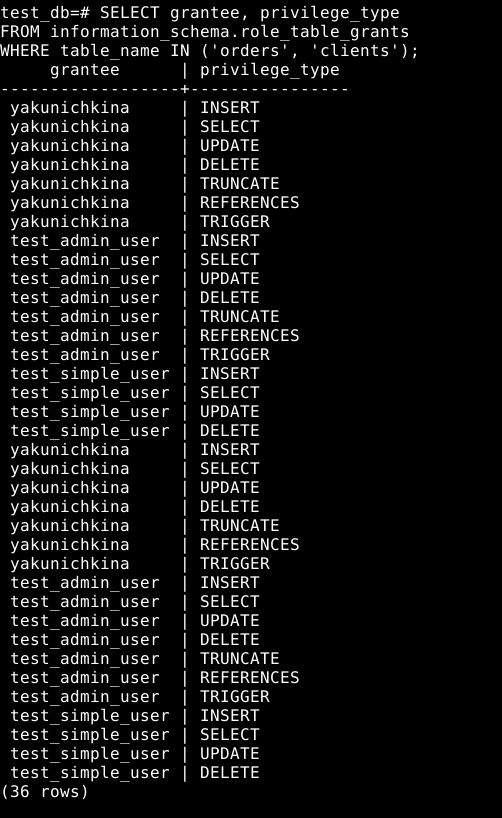 test_db=# SELECT grantee, privilege_type
FROM information_schema.role_table_grants
WHERE table_name IN ('orders', 'clients');
     grantee      | privilege_type
------------------+----------------
 yakunichkina     | INSERT
 yakunichkina     | SELECT
 yakunichkina     | UPDATE
 yakunichkina     | DELETE
 yakunichkina     | TRUNCATE
 yakunichkina     | REFERENCES
 yakunichkina     | TRIGGER
 test_admin_user  | INSERT
 test_admin_user  | SELECT
 test_admin_user  | UPDATE
 test_admin_user  | DELETE
 test_admin_user  | TRUNCATE
 test_admin_user  | REFERENCES
 test_admin_user  | TRIGGER
 test_simple_user | INSERT
 test_simple_user | SELECT
 test_simple_user | UPDATE
 test_simple_user | DELETE
 yakunichkina     | INSERT
 yakunichkina     | SELECT
 yakunichkina     | UPDATE
 yakunichkina     | DELETE
 yakunichkina     | TRUNCATE
 yakunichkina     | REFERENCES
 yakunichkina     | TRIGGER
 test_admin_user  | INSERT
 test_admin_user  | SELECT
 test_admin_user  | UPDATE
 test_admin_user  | DELETE
 test_admin_user  | TRUNCATE
 test_admin_user  | REFERENCES
 test_admin_user  | TRIGGER
 test_simple_user | INSERT
 test_simple_user | SELECT
 test_simple_user | UPDATE
 test_simple_user | DELETE
(36 rows)